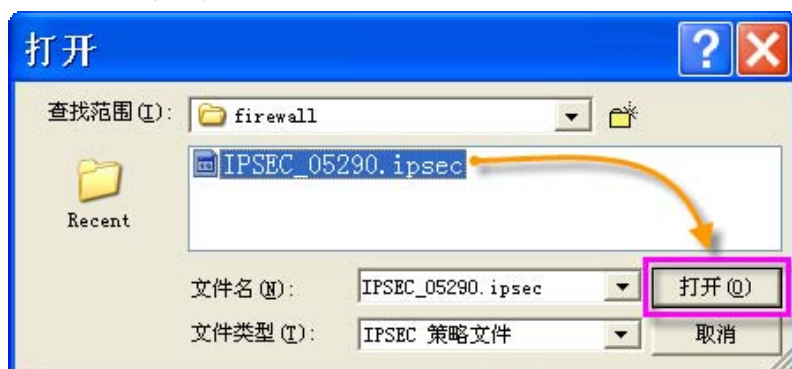 打开
查找范围(I):
firewall
IPSEC_05290.ipsec
Recent
文件名(N):
IPSEC_05290.ipsec
打开(O)
文件类型(T):
IPSEC 策略文件
取消